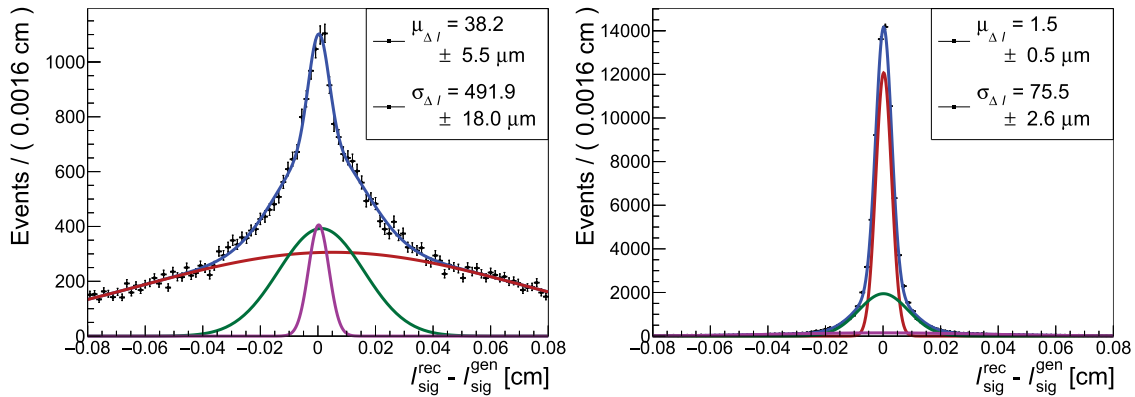 Events / ( 0.0016 cm )
1000
800
600
400
200
0
μ_Δl = 38.2
± 5.5 μm
σ_Δl = 491.9
± 18.0 μm
−0.08 −0.06 −0.04 −0.02 0 0.02 0.04 0.06 0.08
l_sig^rec - l_sig^gen [cm]
Events / ( 0.0016 cm )
14000
12000
10000
8000
6000
4000
2000
0
μ_Δl = 1.5
± 0.5 μm
σ_Δl = 75.5
± 2.6 μm
−0.08 −0.06 −0.04 −0.02 0 0.02 0.04 0.06 0.08
l_sig^rec - l_sig^gen [cm]